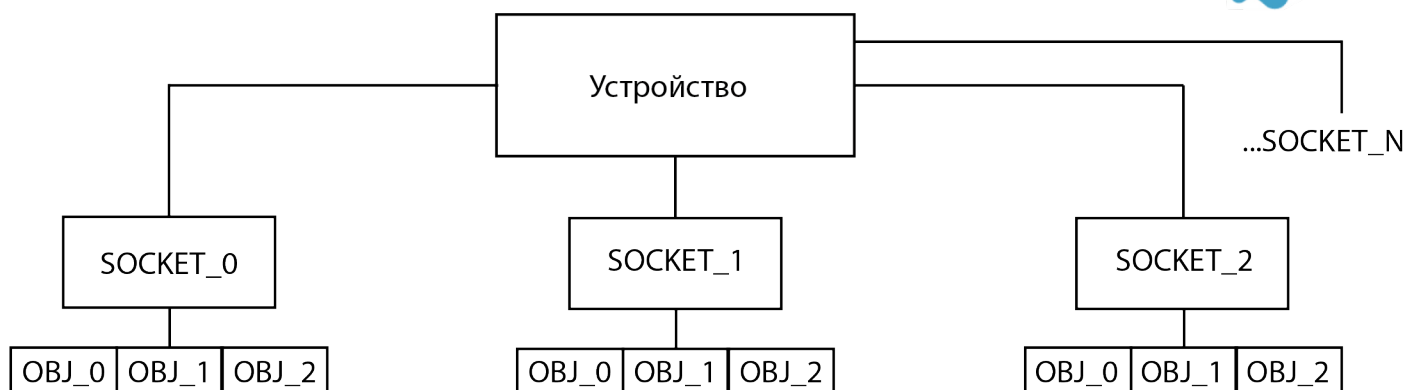 Устройство
...SOCKET_N
SOCKET_0
SOCKET_1
SOCKET_2
OBJ_0 OBJ_1 OBJ_2
OBJ_0 OBJ_1 OBJ_2
OBJ_0 OBJ_1 OBJ_2